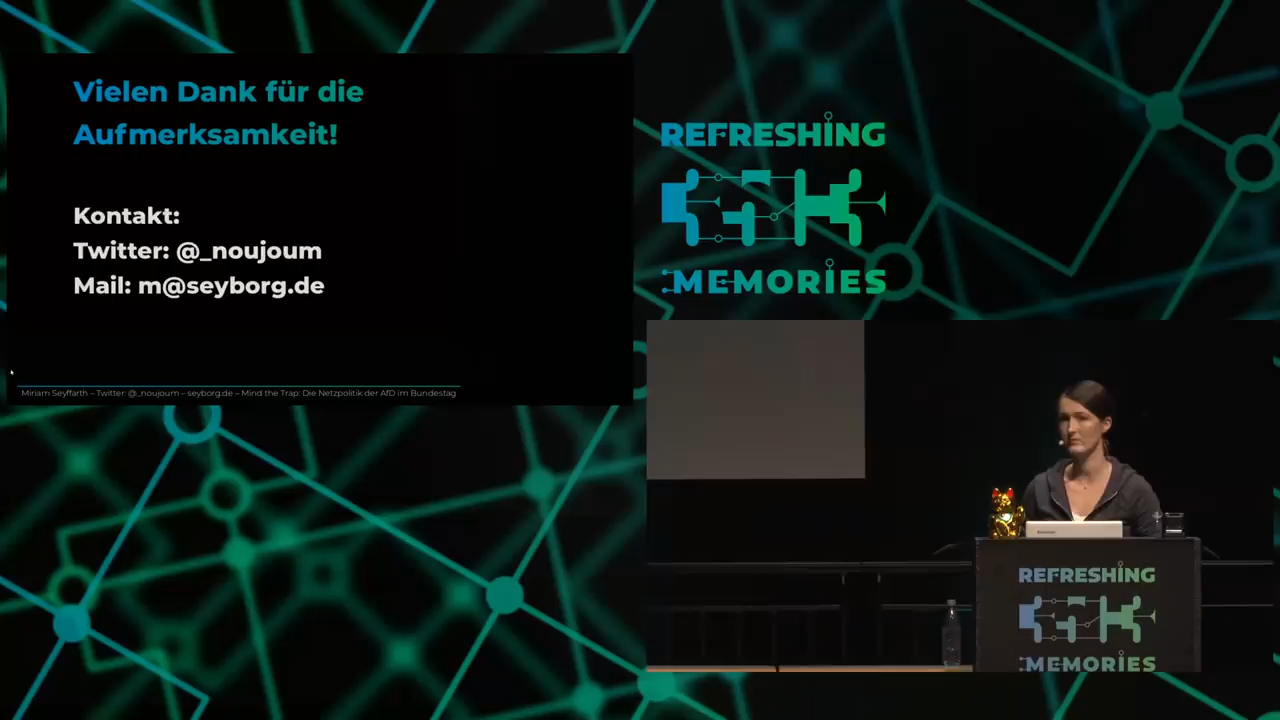 Vielen Dank für die
Aufmerksamkeit!
Kontakt:
Twitter: @_noujoum
Mail: m@seyborg.de
Miriam Seyffarth – Twitter: @_noujoum – seyborg.de – Mind the Trap: Die Netzpolitik der AfD im Bundestag
REFRESHING
MEMORIES
REFRESHING
MEMORIES